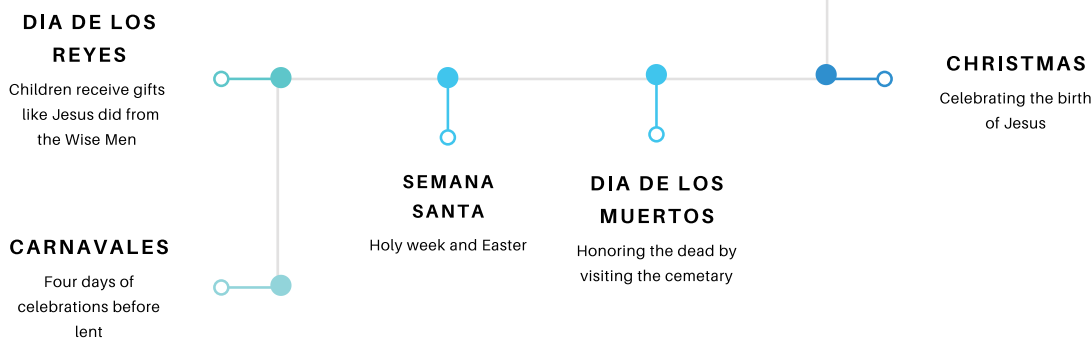 DIA DE LOS
REYES
Children receive gifts
like Jesus did from
the Wise Men
CARNAVALES
Four days of
celebrations before
lent
SEMANA
SANTA
Holy week and Easter
DIA DE LOS
MUERTOS
Honoring the dead by
visiting the cemetary
CHRISTMAS
Celebrating the birth
of Jesus